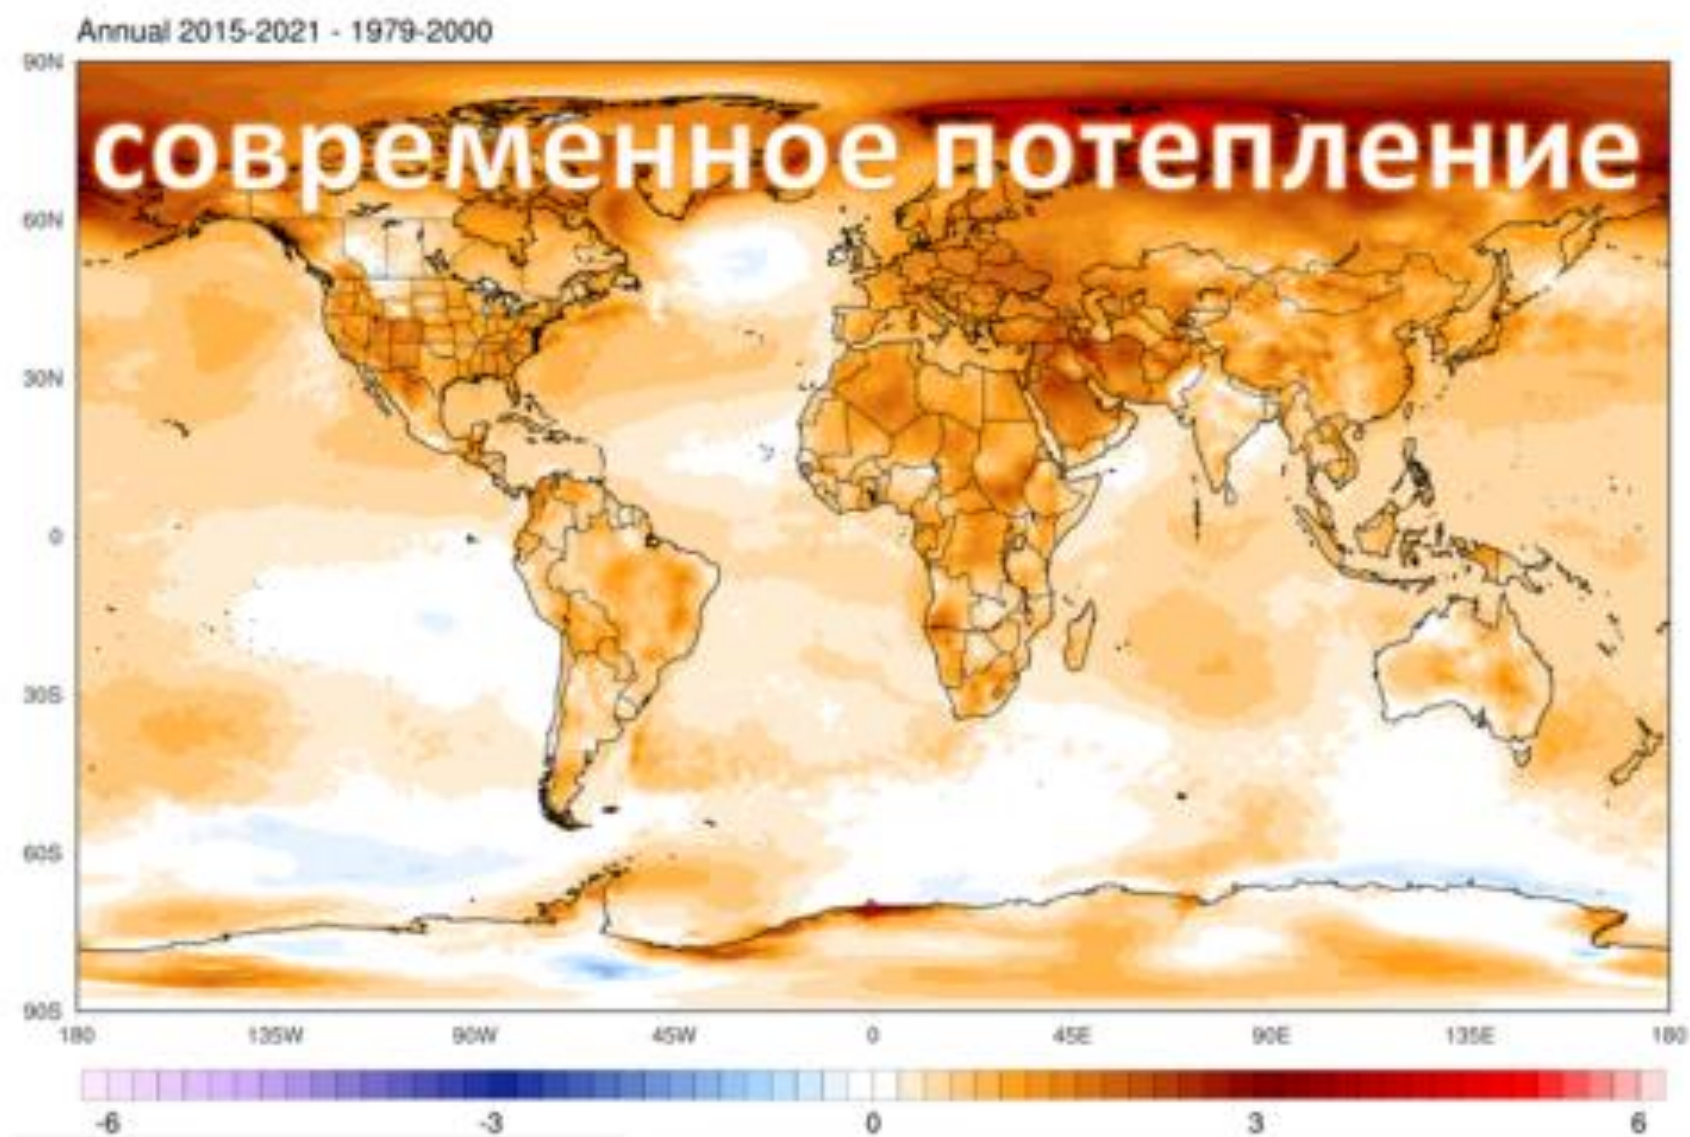 Annual 2015-2021 - 1979-2000
90N
современное потепление
60N
30N
0
30S
60S
90S
180 135W 90W 45W 0 45E 90E 135E 180
-6 -3 0 3 6